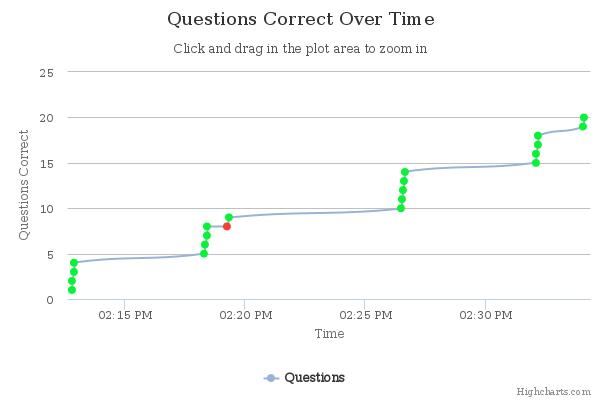 Questions Correct Over Time
Click and drag in the plot area to zoom in
Questions Correct
25
20
15
10
5
0
02:15 PM 02:20 PM 02:25 PM 02:30 PM
Time
Questions
Highcharts.com